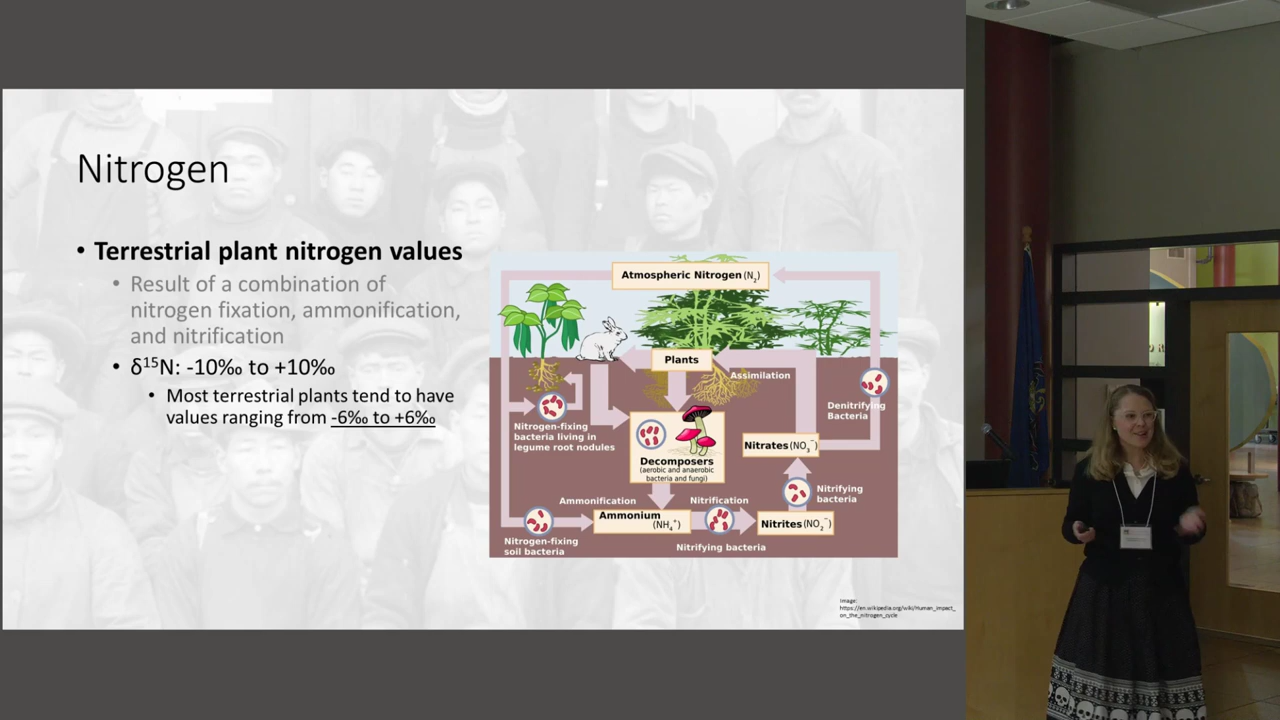 Nitrogen
• Terrestrial plant nitrogen values
• Result of a combination of
nitrogen fixation, ammonification,
and nitrification
• δ¹⁵N: -10‰ to +10‰
• Most terrestrial plants tend to have
values ranging from -6‰ to +6‰
Atmospheric Nitrogen (N₂)
Plants
Assimilation
Denitrifying
Bacteria
Nitrogen-fixing
bacteria living in
legume root nodules
Decomposers
(aerobic and anaerobic
bacteria and fungi)
Nitrates (NO₃⁻)
Nitrifying
bacteria
Ammonification
Nitrification
Ammonium
(NH₄⁺)
Nitrites (NO₂⁻)
Nitrogen-fixing
soil bacteria
Nitrifying bacteria
Image:
https://en.wikipedia.org/wiki/Human_impact_
on_the_nitrogen_cycle